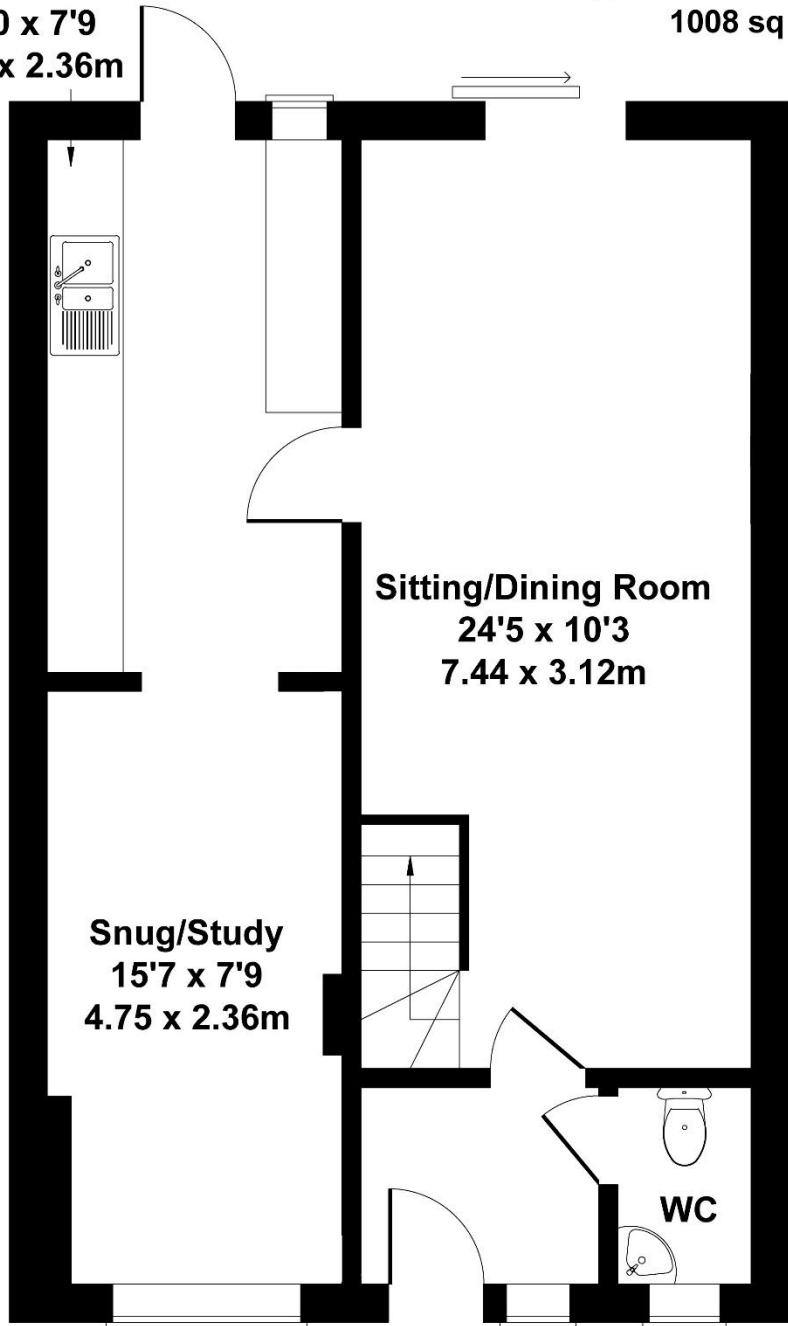 x 7'9
x 2.36m
1008 sq
Sitting/Dining Room
24'5 x 10'3
7.44 x 3.12m
Snug/Study
15'7 x 7'9
4.75 x 2.36m
WC